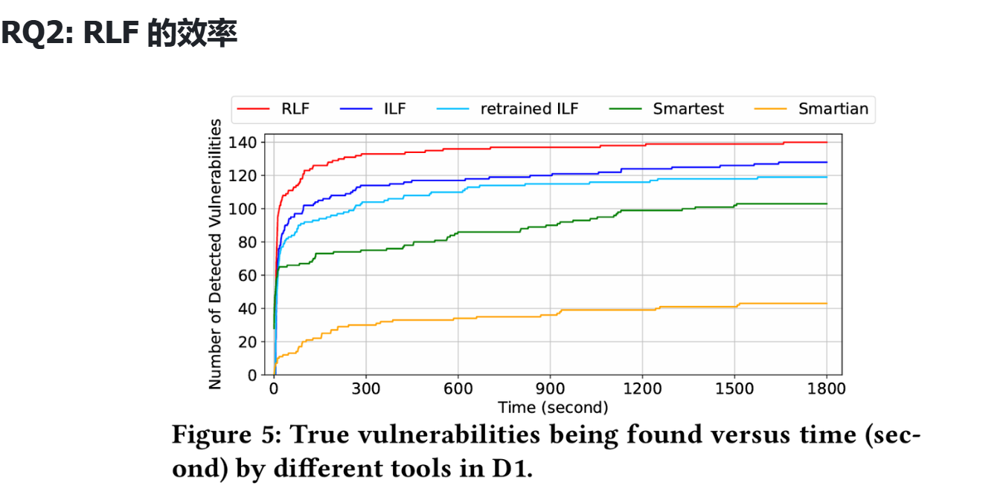 RQ2: RLF 的效率
RLF ILF retrained ILF Smartest Smartian
Number of Detected Vulnerabilities
140
120
100
80
60
40
20
0
0 300 600 900 1200 1500 1800
Time (second)
Figure 5: True vulnerabilities being found versus time (sec-
ond) by different tools in D1.